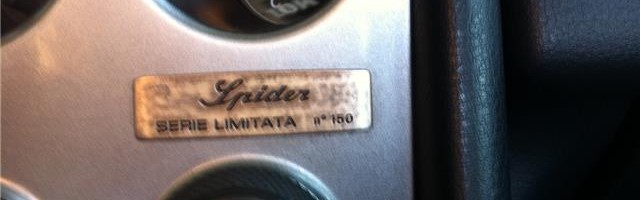 Spider
SERIE LIMITATA n° 150